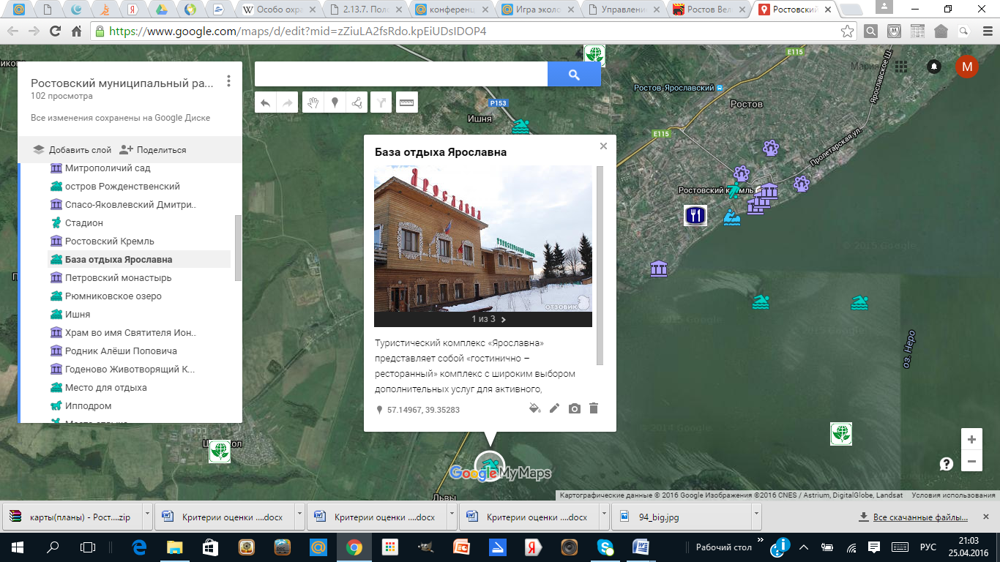 Особо охра
2.13.7. Поло
конференц
Игра эколо
Управлени
Ростов Вел
Ростовский
https://www.google.com/maps/d/edit?mid=zZiuLA2fsRdo.kpEiUDsIDOP4
Ростовский муниципальный ра...
102 просмотра
Все изменения сохранены на Google Диске
Добавить слой
Поделиться
Митрополичий сад
остров Рожденственский
Спасо-Яковлевский Дмитри..
Стадион
Ростовский Кремль
База отдыха Ярославна
Петровский монастырь
Рюмниковское озеро
Ишня
Храм во имя Святителя Ион..
Родник Алёши Поповича
Годеново Животворящий К...
Место для отдыха
Ипподром
P153
Ишня
База отдыха Ярославна
ЯРОСЛАВНА
ТУРИСТИЧЕСКИЙ КОМПЛЕКС
ОТЗОВИК
1 из 3
Туристический комплекс «Ярославна»
представляет собой «гостинично –
ресторанный» комплекс с широким выбором
дополнительных услуг для активного,
57.14967, 39.35283
Google My Maps
Львы
E115
Мария
М
Ярославское Ш.
Ростов-Ярославский
Ростов
E115
Пролетарская ул.
Ростовский кремль
оз. Неро
Картографические данные © 2016 Google Изображения ©2016 CNES / Astrium, DigitalGlobe, Landsat
Условия использования
карты(планы) - Рост....zip
Критерии оценки ....docx
Критерии оценки ....docx
Критерии оценки ....docx
94_big.jpg
Все скачанные файлы...
Рабочий стол
РУС
21:03
25.04.2016